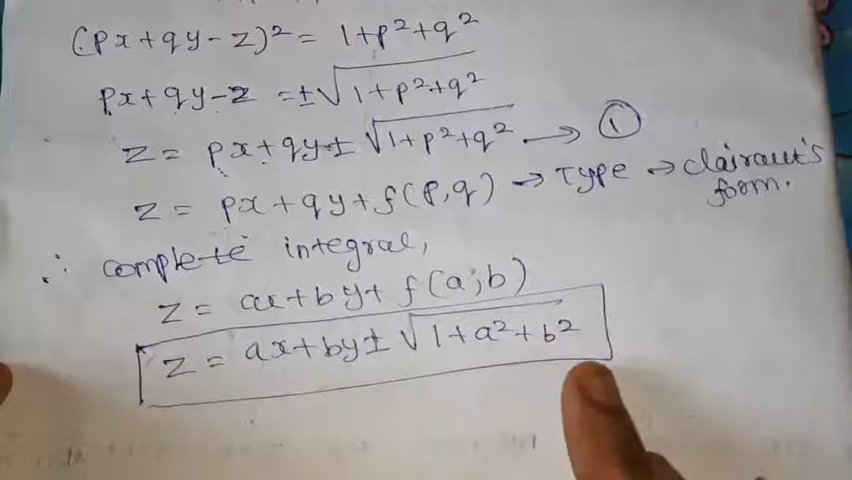 (px+qy-z)² = 1+p²+q²
px+qy-z = ±√1+p²+q²
z = px+qy±√1+p²+q² → ①
z = px+qy+f(p,q) → Type → clairaut's form.
∴ complete integral,
z = ax+by+f(a,b)
z = ax+by±√1+a²+b²